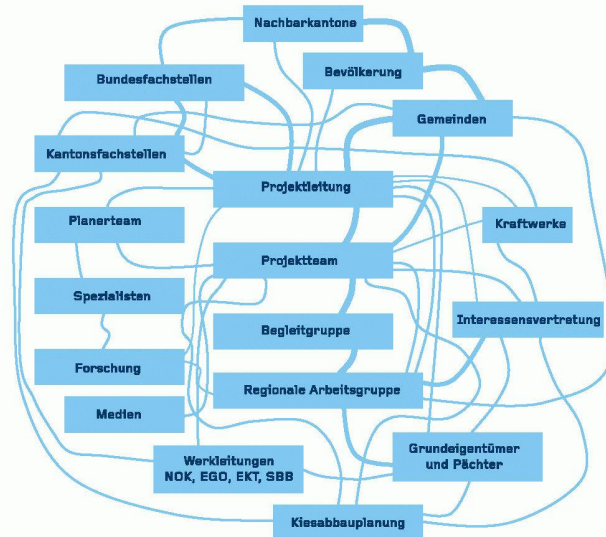 Nachbarkantone
Bevölkerung
Bundesfachstellen
Gemeinden
Kantonsfachstellen
Projektleitung
Planerteam
Kraftwerke
Projektteam
Spezialisten
Interessensvertretung
Begleitgruppe
Forschung
Regionale Arbeitsgruppe
Medien
Grundeigentümer
und Pächter
Werkleitungen
NOK, EGO, EKT, SBB
Kiesabbauplanung